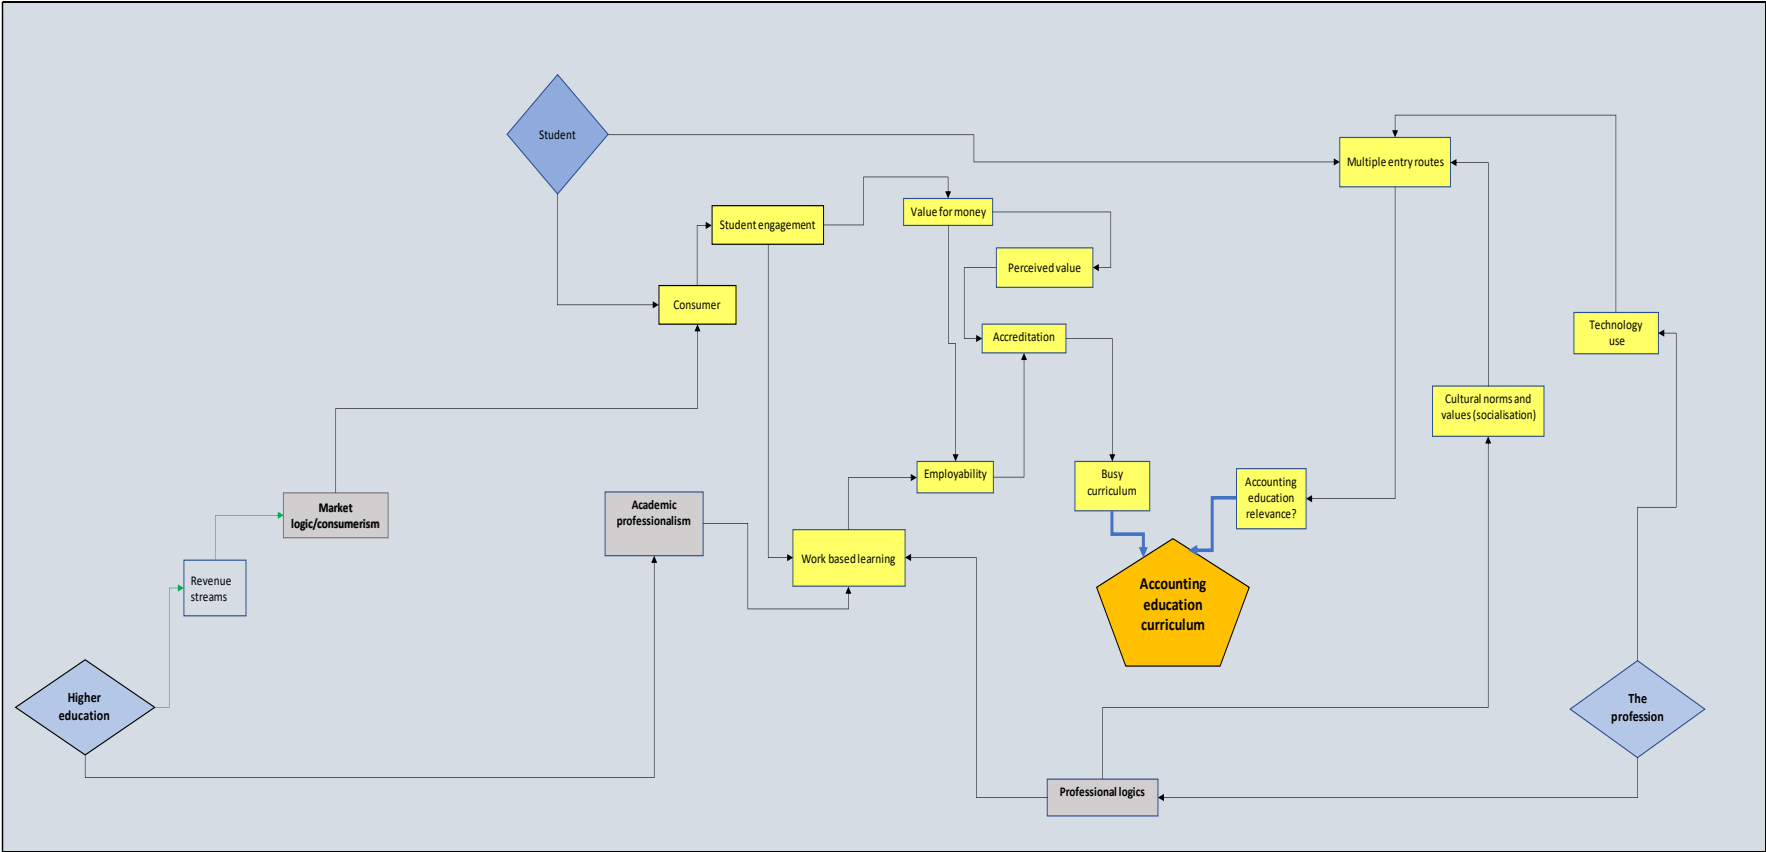 Student
Multiple entry routes
Value for money
Student engagement
Perceived value
Consumer
Technology
use
Accreditation
Cultural norms and
values (socialisation)
Employability
Busy
curriculum
Accounting
education
relevance?
Market
logic/consumerism
Academic
professionalism
Work based learning
Revenue
streams
Accounting
education
curriculum
Higher
education
The
profession
Professional logics